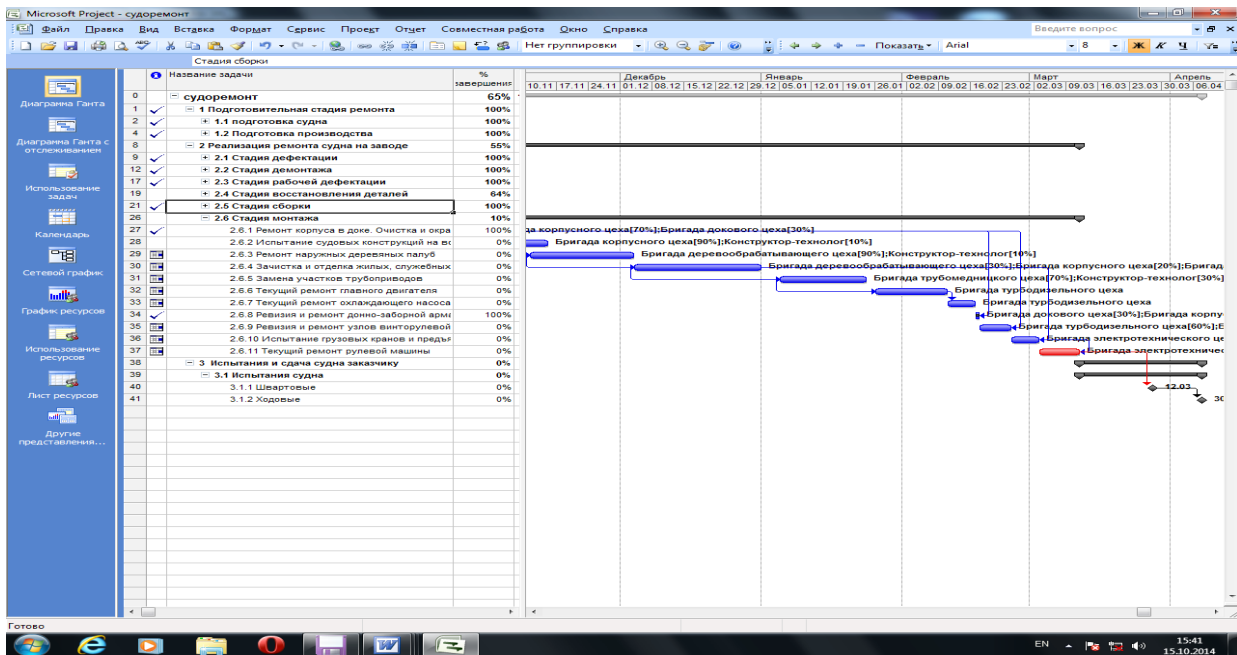 Microsoft Project - судоремонт
Файл Правка Вид Вставка Формат Сервис Проект Отчет Совместная работа Окно Справка Введите вопрос
Нет группировки Показать Arial 8 Ж К Ч
Стадия сборки
Диаграмма Ганта
Диаграмма Ганта с отслеживанием
Использование задач
Календарь
Сетевой график
График ресурсов
Использование ресурсов
Лист ресурсов
Другие представления...
Название задачи % завершения
Декабрь Январь Февраль Март Апрель
10.11 17.11 24.11 01.12 08.12 15.12 22.12 29.12 05.01 12.01 19.01 26.01 02.02 09.02 16.02 23.02 02.03 09.03 16.03 23.03 30.03 06.04
0 судоремонт 65%
1 1 Подготовительная стадия ремонта 100%
2 1.1 подготовка судна 100%
4 1.2 Подготовка производства 100%
8 2 Реализация ремонта судна на заводе 55%
9 2.1 Стадия дефектации 100%
12 2.2 Стадия демонтажа 100%
17 2.3 Стадия рабочей дефектации 100%
19 2.4 Стадия восстановления деталей 64%
21 2.5 Стадия сборки 100%
26 2.6 Стадия монтажа 10%
27 2.6.1 Ремонт корпуса в доке. Очистка и окра 100% да корпусного цеха[70%];Бригада докового цеха[30%]
28 2.6.2 Испытание судовых конструкций на во 0% Бригада корпусного цеха[90%];Конструктор-технолог[10%]
29 2.6.3 Ремонт наружных деревяных палуб 0% Бригада деревообрабатывающего цеха[90%];Конструктор-технолог[10%]
30 2.6.4 Зачистка и отделка жилых, служебных 0% Бригада деревообрабатывающего цеха[30%];Бригада корпусного цеха[20%];Бригад
31 2.6.5 Замена участков трубоприводов 0% Бригада трубомедницкого цеха[70%];Конструктор-технолог[30%]
32 2.6.6 Текущий ремонт главного двигателя 0% Бригада турбодизельного цеха
33 2.6.7 Текущий ремонт охлаждающего насоса 0% Бригада турбодизельного цеха
34 2.6.8 Ревизия и ремонт донно-заборной арма 100% Бригада докового цеха[30%];Бригада корпу
35 2.6.9 Ревизия и ремонт узлов винторулевой 0% Бригада турбодизельного цеха[60%];Б
36 2.6.10 Испытание грузовых кранов и предъя 0% Бригада электротехнического це
37 2.6.11 Текущий ремонт рулевой машины 0% Бригада электротехничес
38 3 Испытания и сдача судна заказчику 0%
39 3.1 Испытания судна 0%
40 3.1.1 Швартовые 0% 12.03
41 3.1.2 Ходовые 0% 30
Готово
EN 15:41
15.10.2014